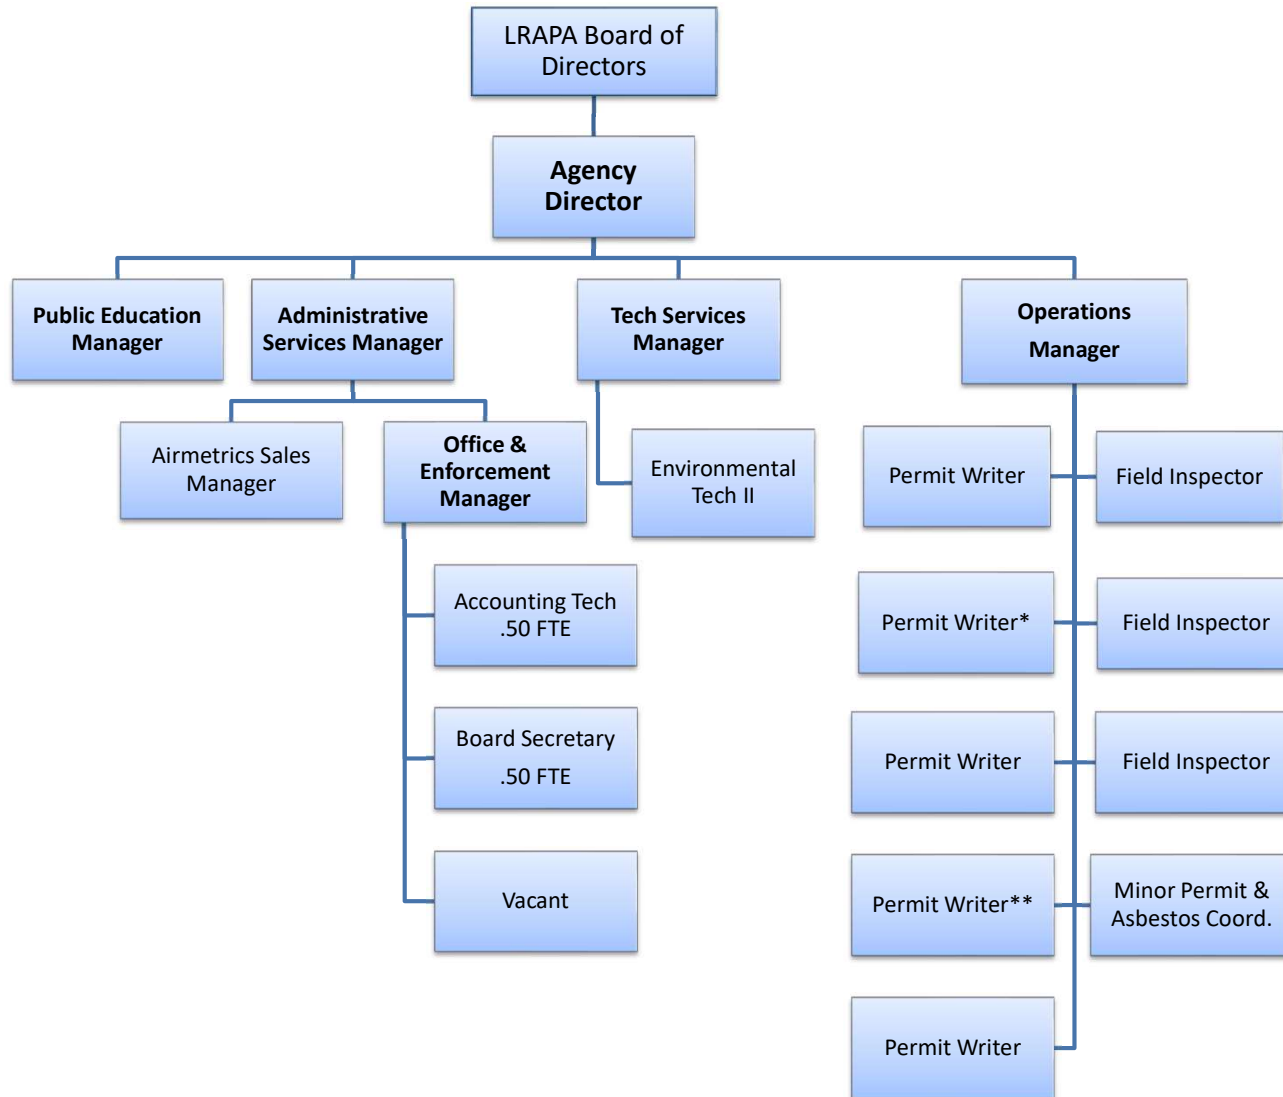 LRAPA Board of
Directors
Agency
Director
Public Education
Manager
Administrative
Services Manager
Tech Services
Manager
Operations
Manager
Airmetrics Sales
Manager
Office &
Enforcement
Manager
Environmental
Tech II
Permit Writer
Field Inspector
Accounting Tech
.50 FTE
Permit Writer*
Field Inspector
Board Secretary
.50 FTE
Permit Writer
Field Inspector
Vacant
Permit Writer**
Minor Permit &
Asbestos Coord.
Permit Writer